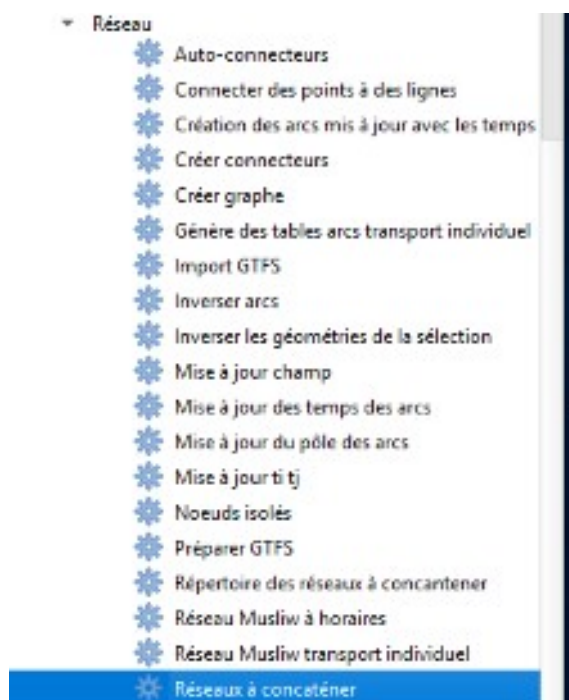 Réseau
Auto-connecteurs
Connecter des points à des lignes
Création des arcs mis à jour avec les temps
Créer connecteurs
Créer graphe
Génère des tables arcs transport individuel
Import GTFS
Inverser arcs
Inverser les géométries de la sélection
Mise à jour champ
Mise à jour des temps des arcs
Mise à jour du pôle des arcs
Mise à jour ti tj
Noeuds isolés
Préparer GTFS
Répertoire des réseaux à concantener
Réseau Musliw à horaires
Réseau Musliw transport individuel
Réseaux à concaténer